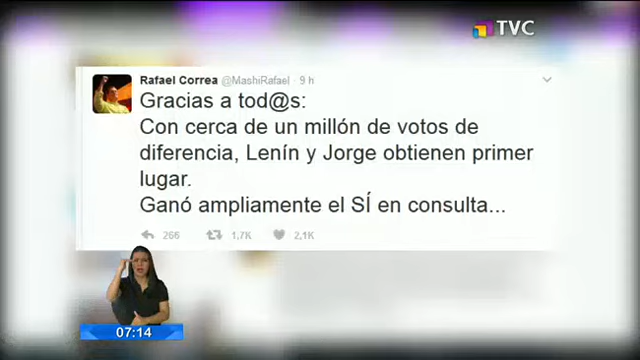 TVC
Rafael Correa @MashiRafael · 9 h
Gracias a tod@s:
Con cerca de un millón de votos de
diferencia, Lenín y Jorge obtienen primer
lugar.
Ganó ampliamente el SÍ en consulta...
266 1,7K 2,1K
07:14